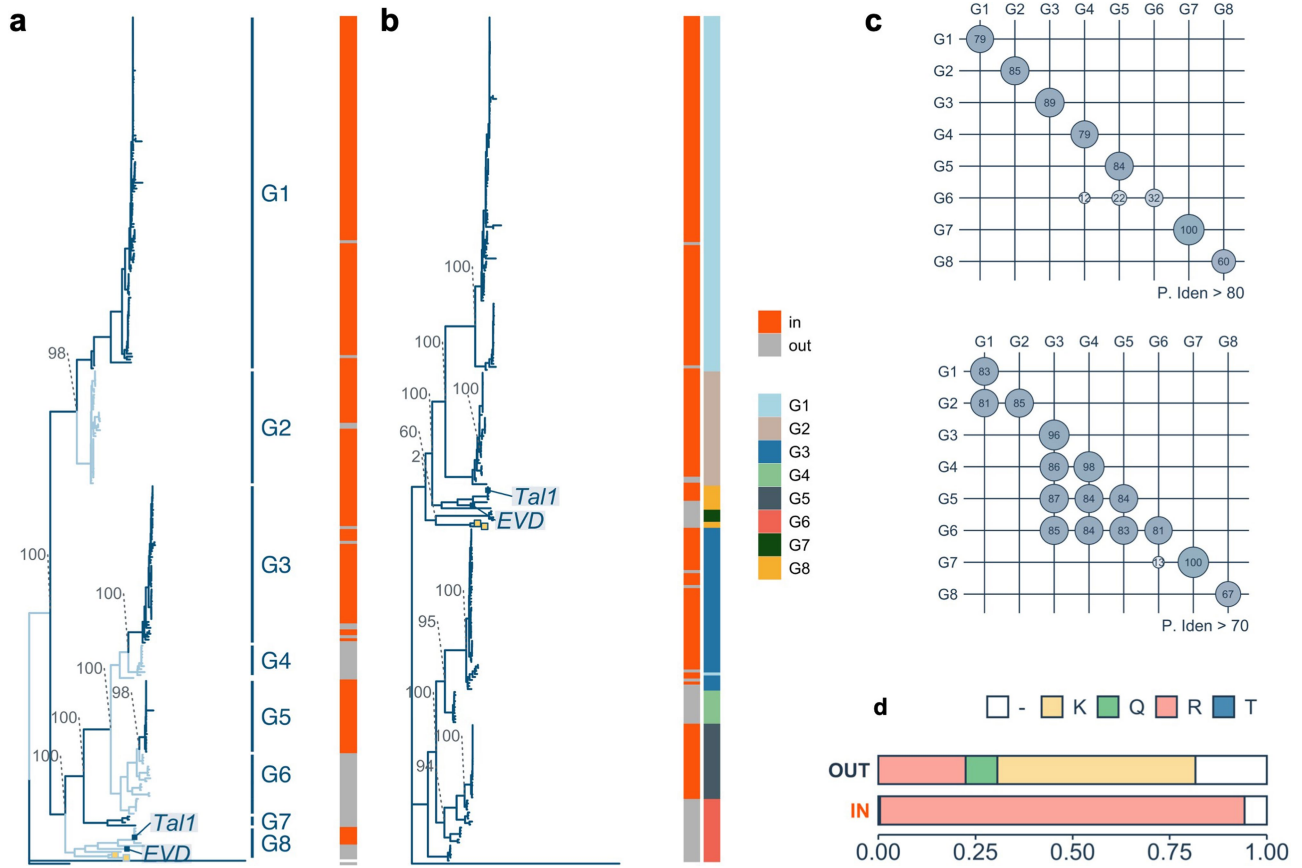 a
G1
98
G2
G3
100
100
G4
100
98
G5
100
100
G6
G7
Tal1
G8
EVD
b
100
100
100
60
2
Tal1
EVD
100
95
100
100
94
in
out
G1
G2
G3
G4
G5
G6
G7
G8
c
G1 G2 G3 G4 G5 G6 G7 G8
G1 79
G2 85
G3 89
G4 79
G5 84
G6 12 22 32
G7 100
G8 60
P. Iden > 80
G1 G2 G3 G4 G5 G6 G7 G8
G1 83
G2 81 85
G3 96
G4 86 98
G5 87 84 84
G6 85 84 83 81
G7 13 100
G8 67
P. Iden > 70
d
- K Q R T
OUT
IN
0.00 0.25 0.50 0.75 1.00